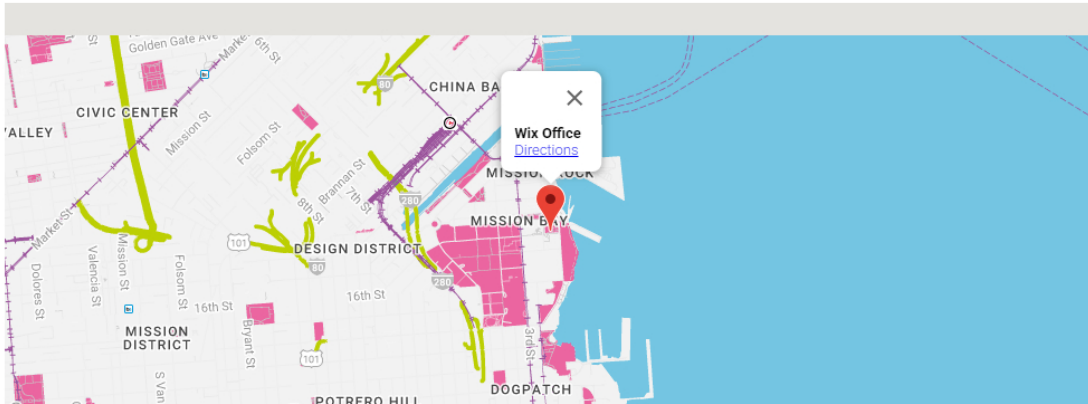 Golden Gate Ave
Market
6th St
80
CHINA BA
CIVIC CENTER
VALLEY
Mission St
Folsom St
Wix Office
Directions
Brannan St
7th St
8th St
MISSION ROCK
280
MISSION BAY
Market St
101
DESIGN DISTRICT
80
280
Dolores St
Valencia St
Mission St
Folsom St
16th St
16th St
Bryant St
3rd St
MISSION
DISTRICT
101
S Van
DOGPATCH
POTRERO HILL